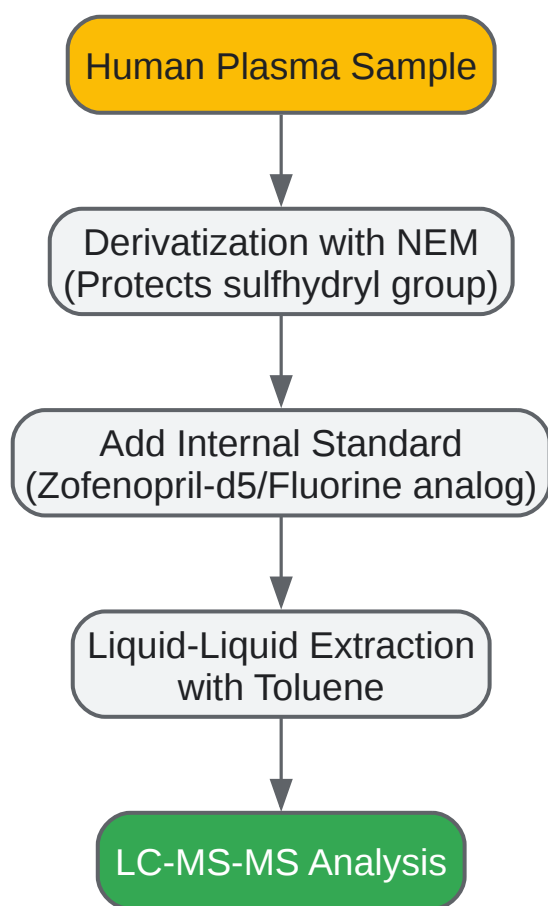 Human Plasma Sample
Derivatization with NEM
(Protects sulfhydryl group)
Add Internal Standard
(Zofenopril-d5/Fluorine analog)
Liquid-Liquid Extraction
with Toluene
LC-MS-MS Analysis